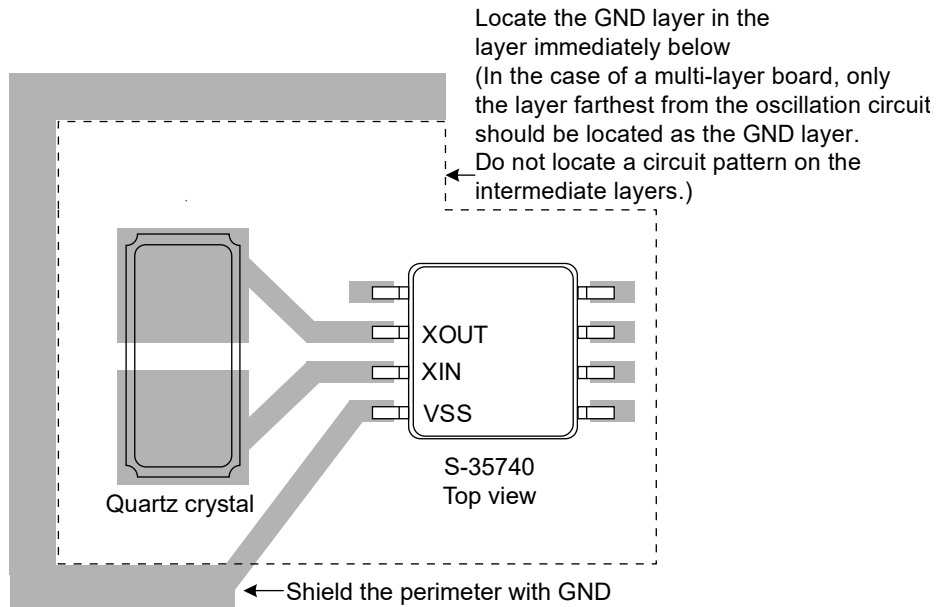 Locate the GND layer in the
layer immediately below
(In the case of a multi-layer board, only
the layer farthest from the oscillation circuit
should be located as the GND layer.
Do not locate a circuit pattern on the
intermediate layers.)
XOUT
XIN
VSS
S-35740
Top view
Quartz crystal
Shield the perimeter with GND